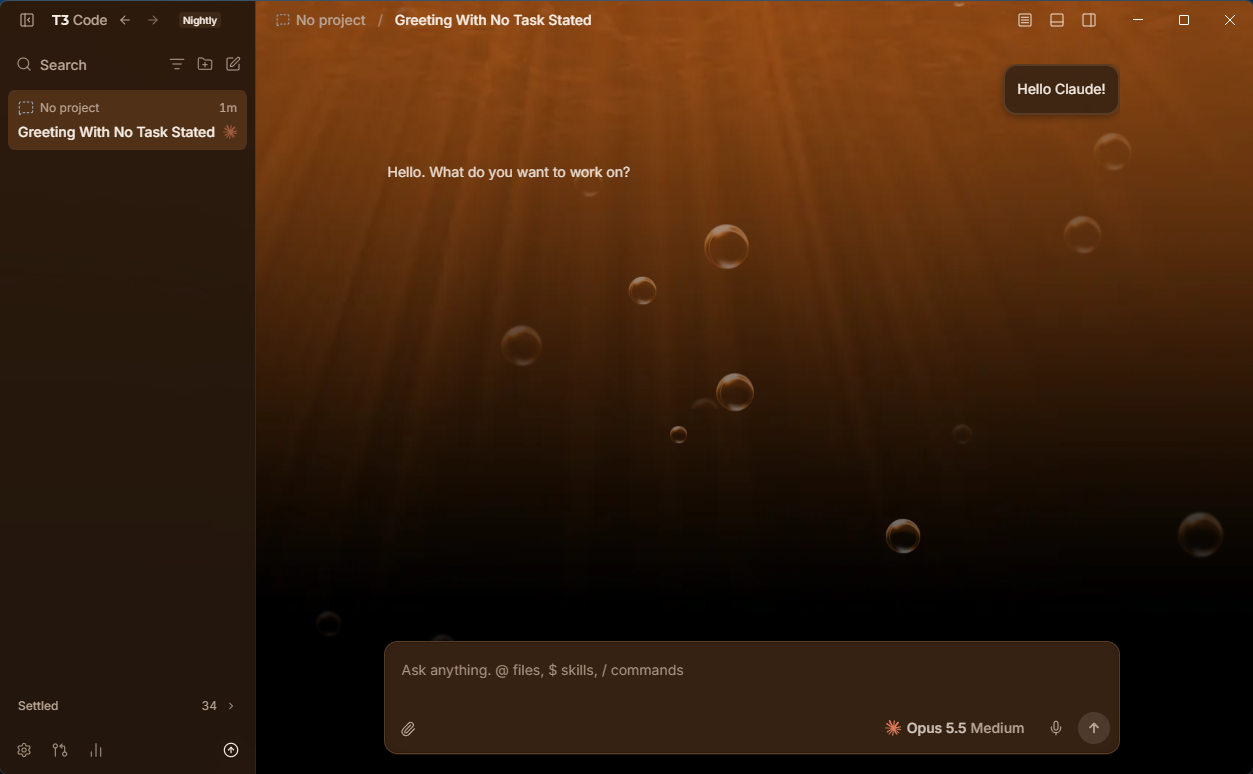 T3 Code
Nightly
No project / Greeting With No Task Stated
Search
No project
1m
Greeting With No Task Stated
Hello Claude!
Hello. What do you want to work on?
Settled
34
Ask anything. @ files, $ skills, / commands
Opus 5.5 Medium